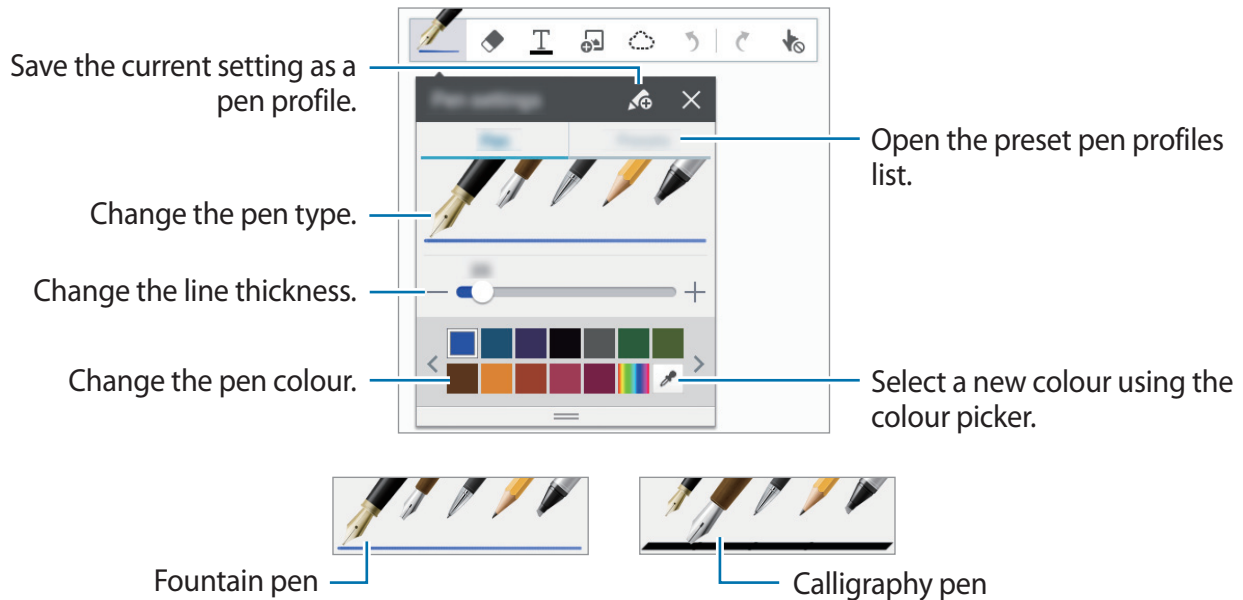 Save the current setting as a
pen profile.
Open the preset pen profiles
list.
Change the pen type.
Change the line thickness.
Change the pen colour.
Select a new colour using the
colour picker.
Fountain pen
Calligraphy pen